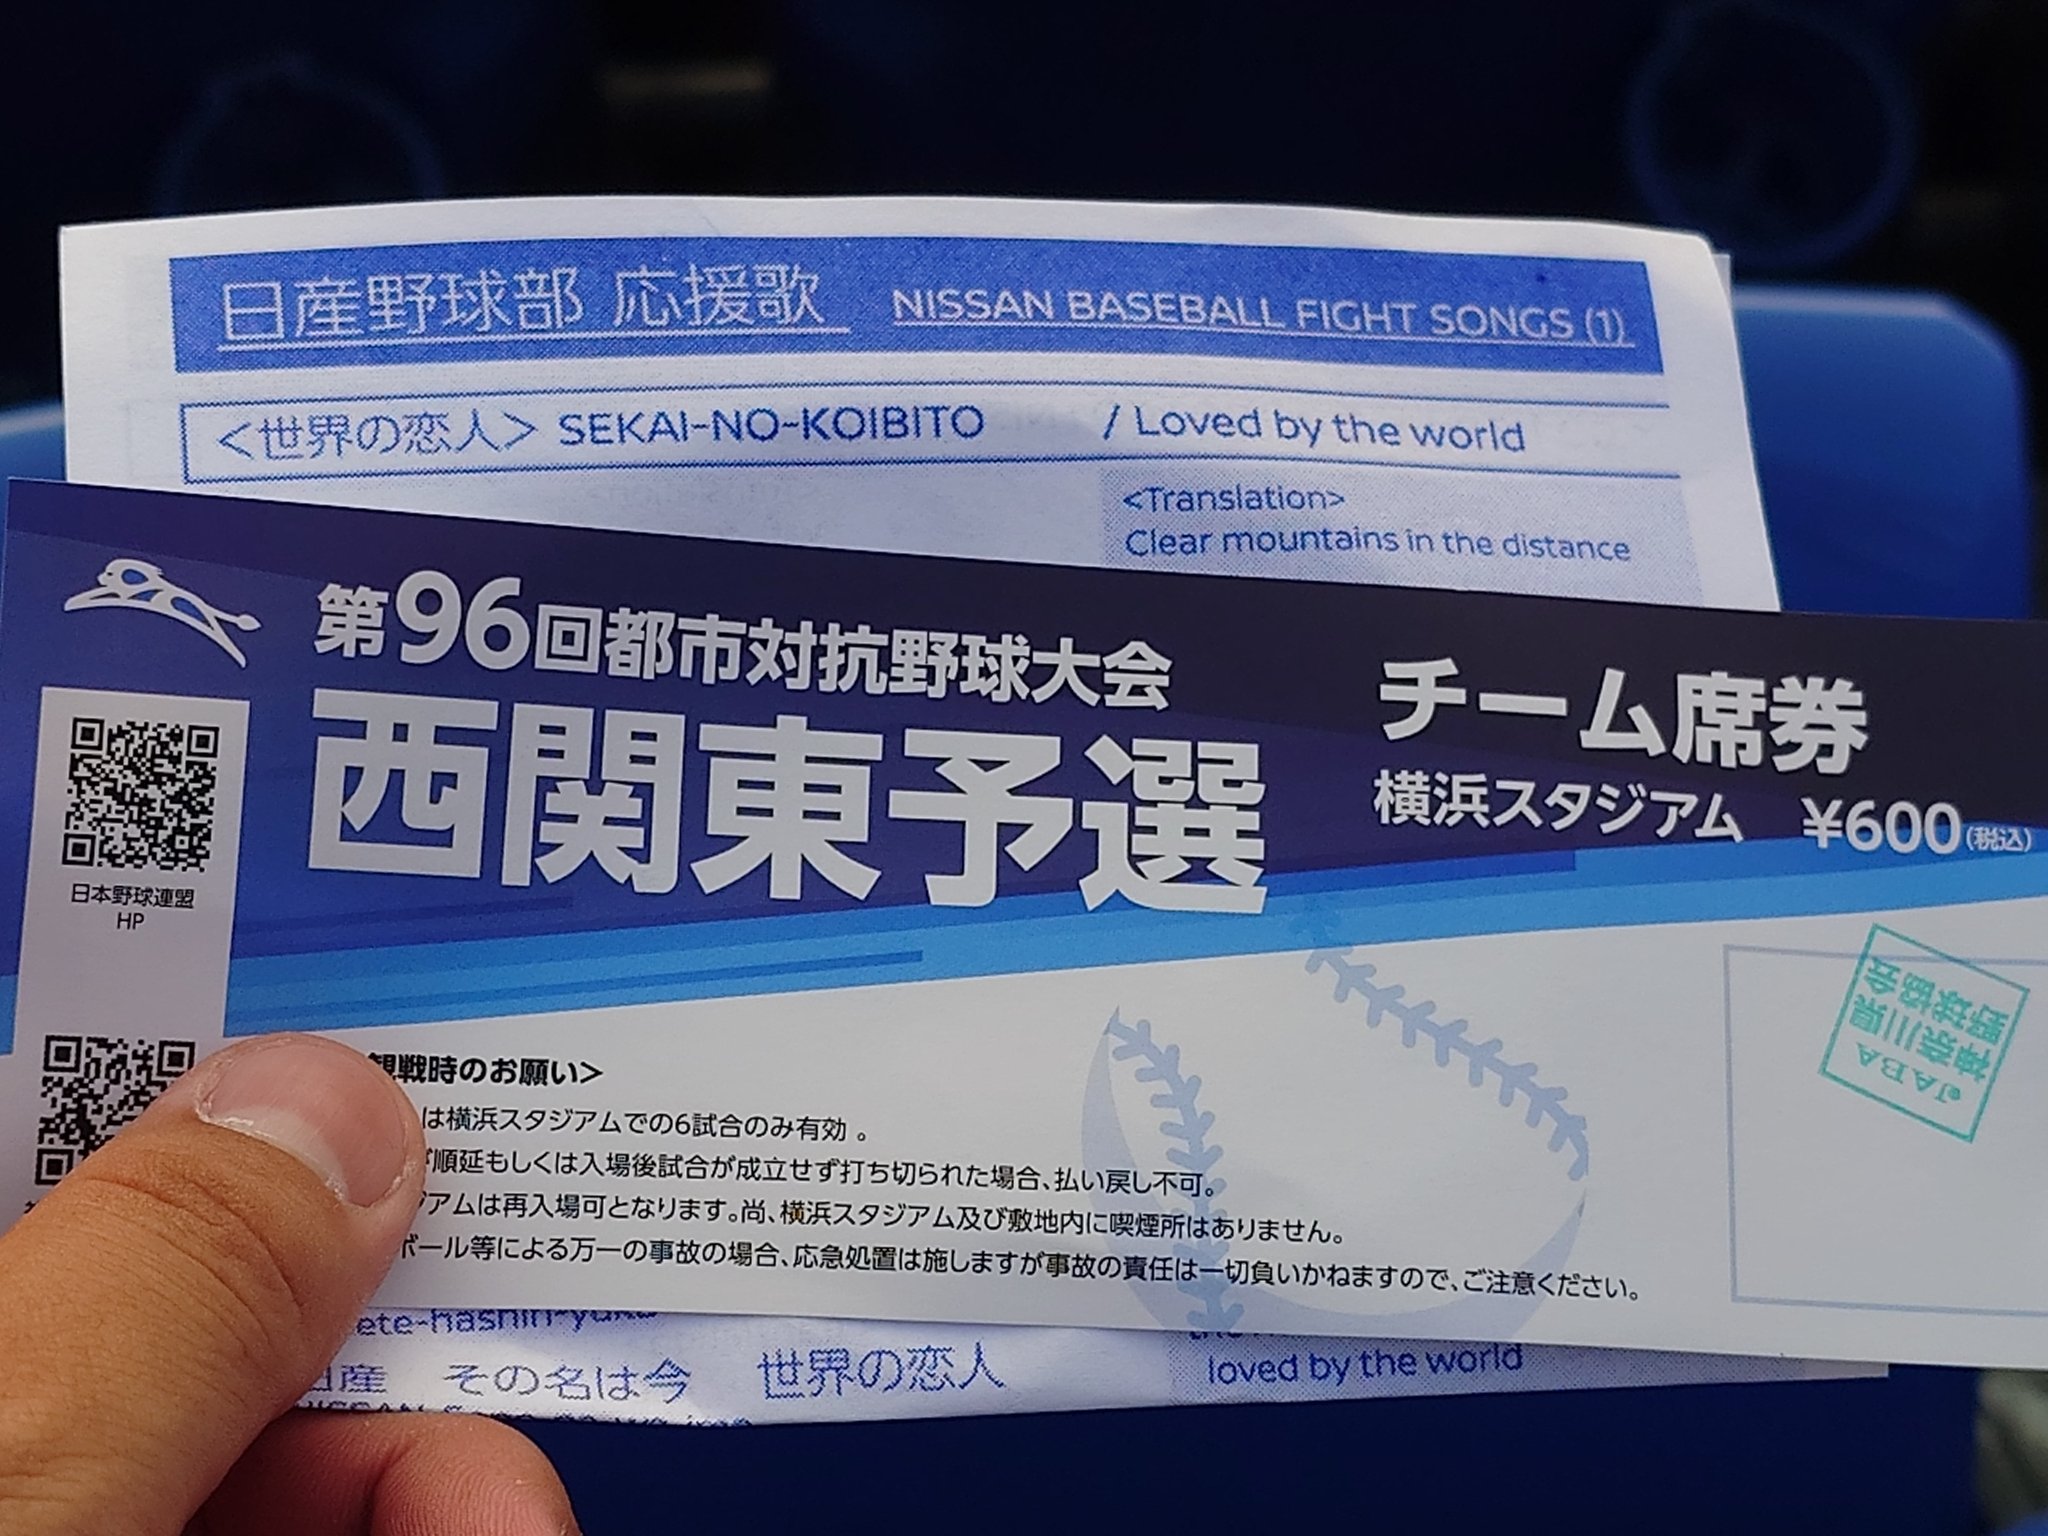 日産野球部 応援歌 NISSAN BASEBALL FIGHT SONGS (1)
<世界の恋人> SEKAI-NO-KOIBITO / Loved by the world
<Translation>
Clear mountains in the distance
第96回都市対抗野球大会
西関東予選
チーム席券
横浜スタジアム ¥600(税込)
日本野球連盟
HP
JABA
神奈川県
野球協会
観戦時のお願い>
は横浜スタジアムでの6試合のみ有効。
順延もしくは入場後試合が成立せず打ち切られた場合、払い戻し不可。
ジアムは再入場可となります。尚、横浜スタジアム及び敷地内に喫煙所はありません。
ボール等による万一の事故の場合、応急処置は施しますが事故の責任は一切負いかねますので、ご注意ください。
日産 その名は今 世界の恋人
loved by the world